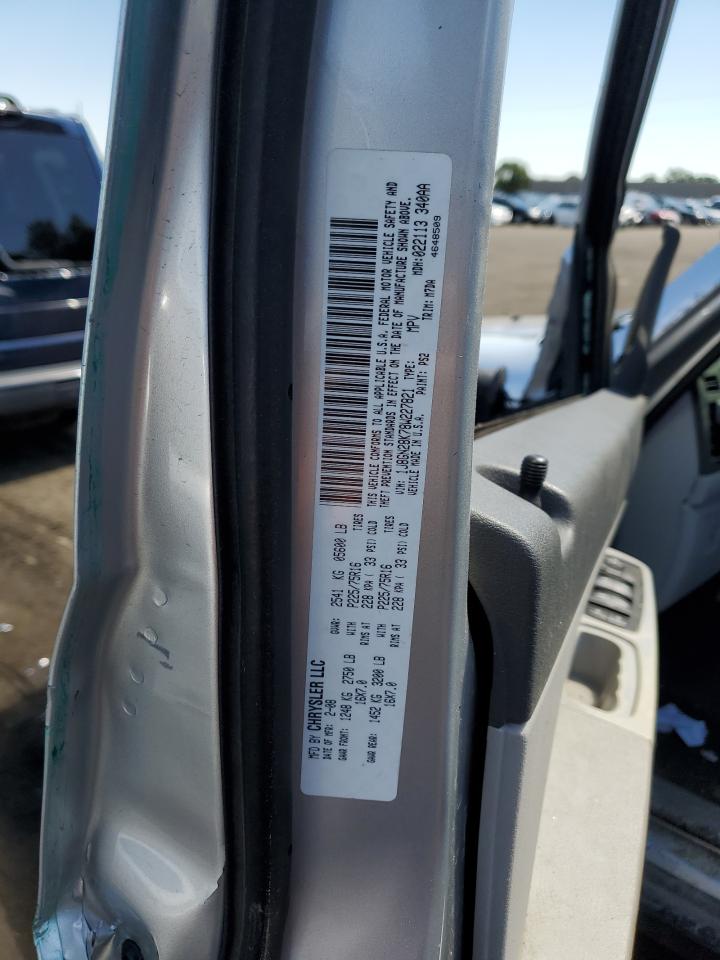 MFD BY CHRYSLER LLC
DATE OF MFR: 2-08 GVWR: 2541 KG 05600 LB
GAWR FRONT: 1248 KG 2750 LB WITH P225/75R16 TIRES
16X7.0 RIMS AT 228 KPA ( 33 PSI) COLD
GAWR REAR: 1452 KG 3200 LB WITH P225/75R16 TIRES
16X7.0 RIMS AT 228 KPA ( 33 PSI) COLD
THIS VEHICLE CONFORMS TO ALL APPLICABLE U.S.A. FEDERAL MOTOR VEHICLE SAFETY AND
THEFT PREVENTION STANDARDS IN EFFECT ON THE DATE OF MANUFACTURE SHOWN ABOVE.
VIN: 1J8GN28K78W227821 TYPE: MPV MDH:022113 340AA
VEHICLE MADE IN U.S.A. PAINT: PS2 TRIM: M7DA 4648509